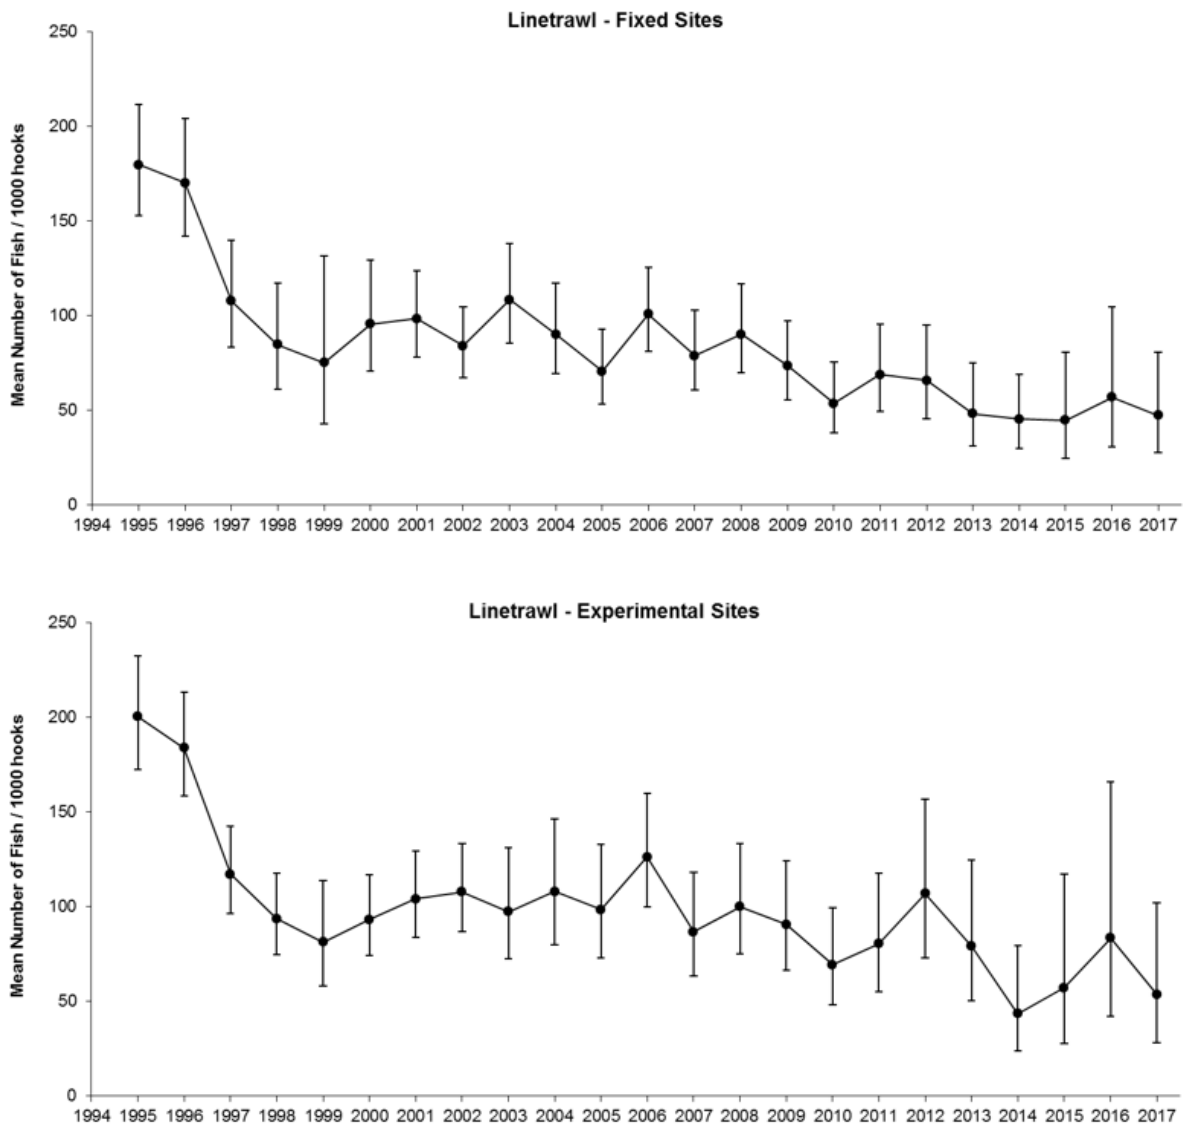 Linetrawl - Fixed Sites
Mean Number of Fish / 1000 hooks
250
200
150
100
50
0
1994 1995 1996 1997 1998 1999 2000 2001 2002 2003 2004 2005 2006 2007 2008 2009 2010 2011 2012 2013 2014 2015 2016 2017
Linetrawl - Experimental Sites
Mean Number of Fish / 1000 hooks
250
200
150
100
50
0
1994 1995 1996 1997 1998 1999 2000 2001 2002 2003 2004 2005 2006 2007 2008 2009 2010 2011 2012 2013 2014 2015 2016 2017